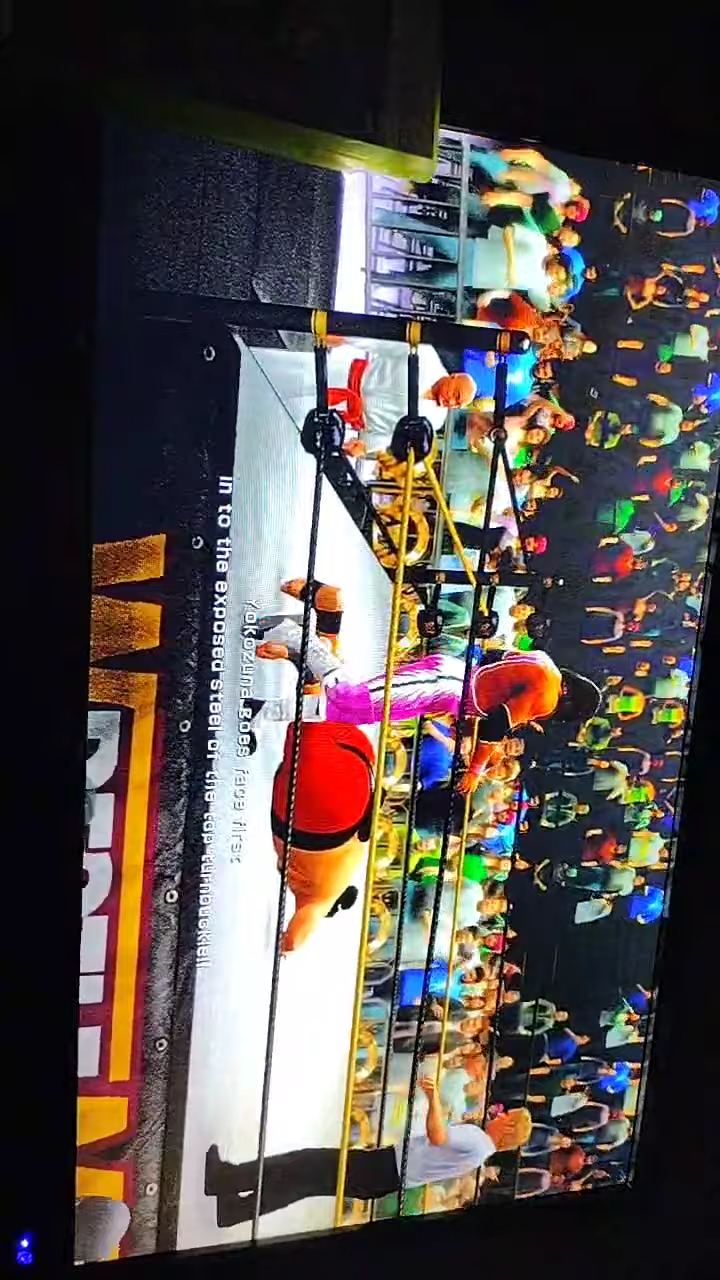 Yokozuna goes face first
in to the exposed steel of the top turnbuckle!!
W